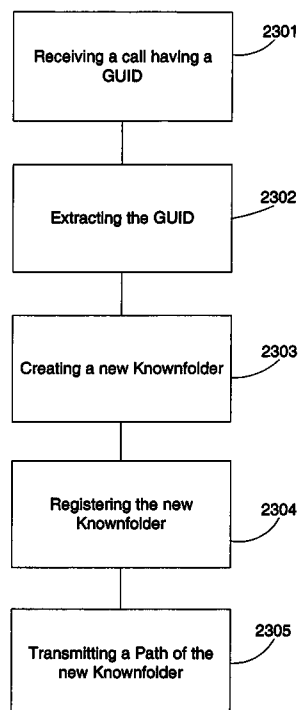 2301
Receiving a call having a
GUID
2302
Extracting the GUID
2303
Creating a new Knownfolder
2304
Registering the new
Knownfolder
2305
Transmitting a Path of the
new Knownfolder